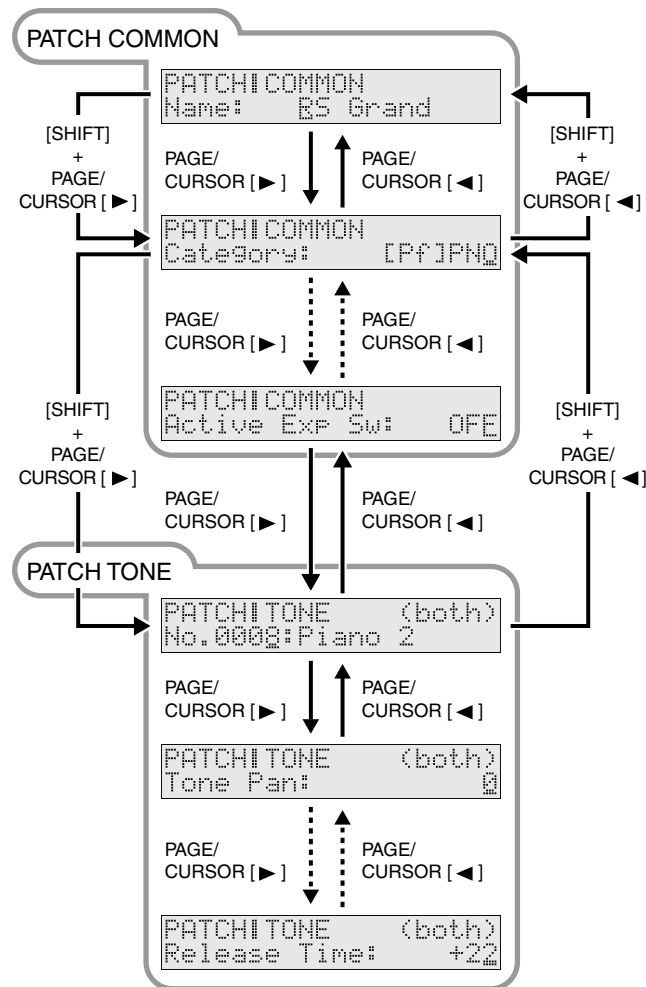 PATCH COMMON
PATCH COMMON
Name: RS Grand
[SHIFT]
+
PAGE/
CURSOR [ ▶ ]
PAGE/
CURSOR [ ▶ ]
PAGE/
CURSOR [ ◀ ]
[SHIFT]
+
PAGE/
CURSOR [ ◀ ]
PATCH COMMON
Category: [Pf]PNO
PAGE/
CURSOR [ ▶ ]
PAGE/
CURSOR [ ◀ ]
PATCH COMMON
Active Exp Sw: OFF
[SHIFT]
+
PAGE/
CURSOR [ ▶ ]
[SHIFT]
+
PAGE/
CURSOR [ ◀ ]
PAGE/
CURSOR [ ▶ ]
PAGE/
CURSOR [ ◀ ]
PATCH TONE
PATCH TONE (both)
No.0008:Piano 2
PAGE/
CURSOR [ ▶ ]
PAGE/
CURSOR [ ◀ ]
PATCH TONE (both)
Tone Pan: 0
PAGE/
CURSOR [ ▶ ]
PAGE/
CURSOR [ ◀ ]
PATCH TONE (both)
Release Time: +22